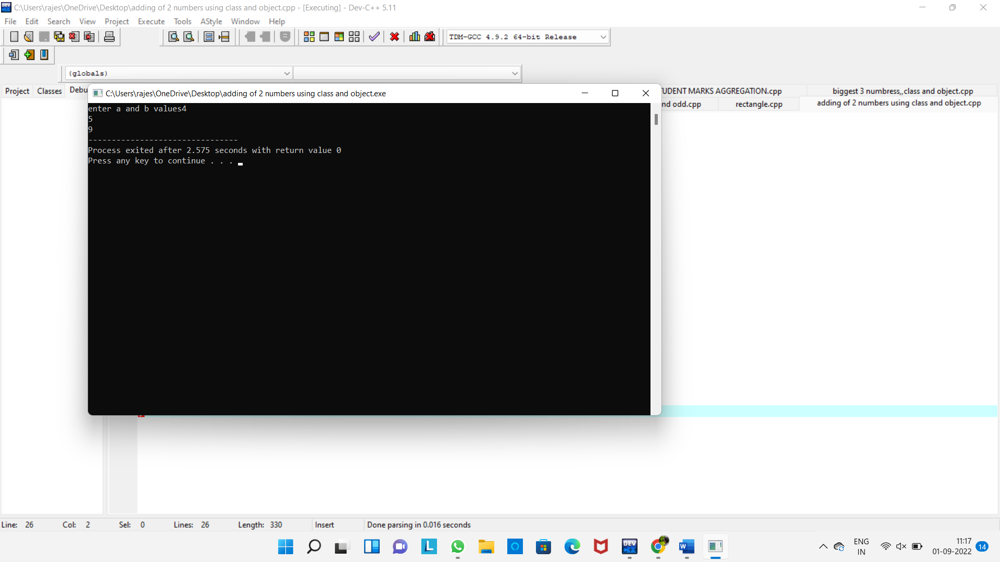 C:\Users\rajes\OneDrive\Desktop\adding of 2 numbers using class and object.cpp - [Executing] - Dev-C++ 5.11
File Edit Search View Project Execute Tools AStyle Window Help
TDM-GCC 4.9.2 64-bit Release
(globals)
Project Classes Debu
C:\Users\rajes\OneDrive\Desktop\adding of 2 numbers using class and object.exe
UDENT MARKS AGGREGATION.cpp biggest 3 numbress,,class and object.cpp
nd odd.cpp rectangle.cpp adding of 2 numbers using class and object.cpp
enter a and b values4
5
9
--------------------------------
Process exited after 2.575 seconds with return value 0
Press any key to continue . . .
Line: 26 Col: 2 Sel: 0 Lines: 26 Length: 330 Insert Done parsing in 0.016 seconds
L
DEV
C++
W
ENG
IN
11:17
01-09-2022
14